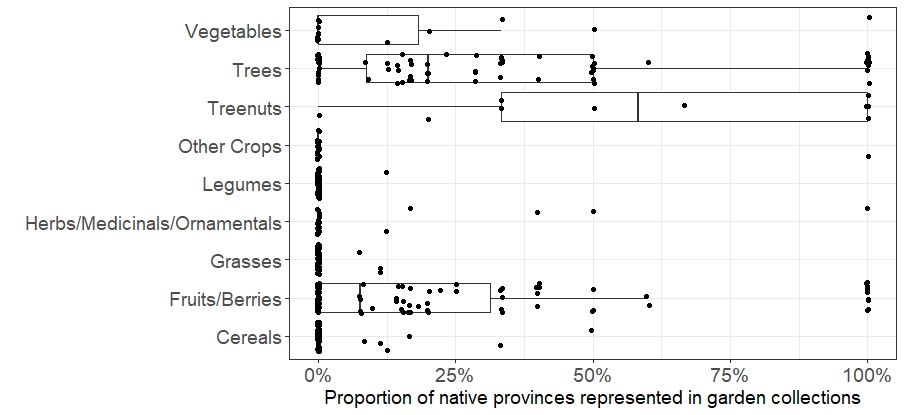 Vegetables
Trees
Treenuts
Other Crops
Legumes
Herbs/Medicinals/Ornamentals
Grasses
Fruits/Berries
Cereals
0% 25% 50% 75% 100%
Proportion of native provinces represented in garden collections